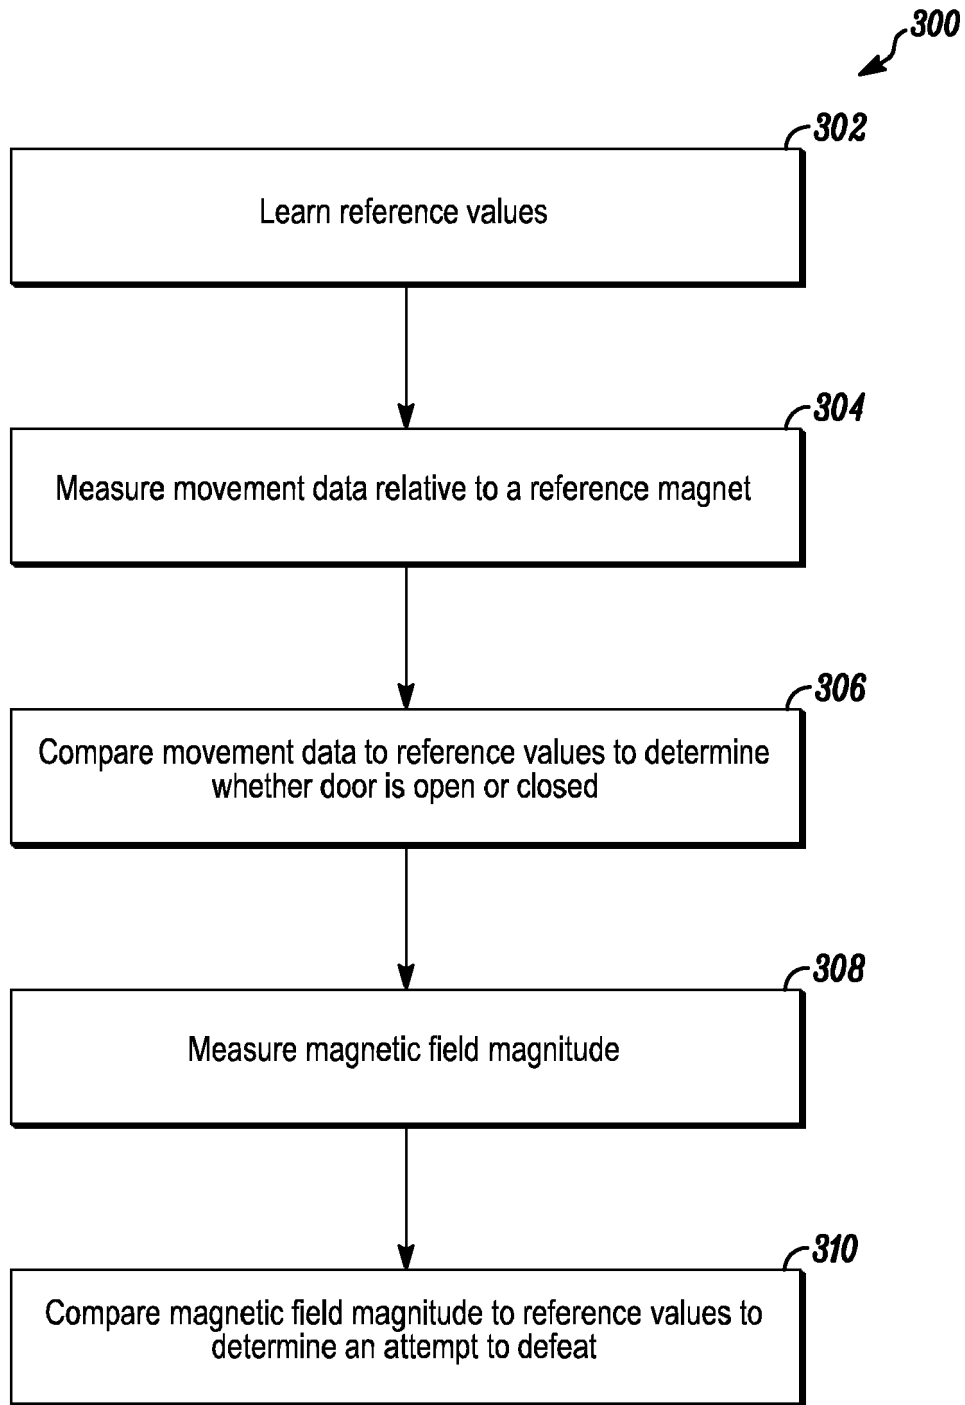 300
302
Learn reference values
304
Measure movement data relative to a reference magnet
306
Compare movement data to reference values to determine
whether door is open or closed
308
Measure magnetic field magnitude
310
Compare magnetic field magnitude to reference values to
determine an attempt to defeat